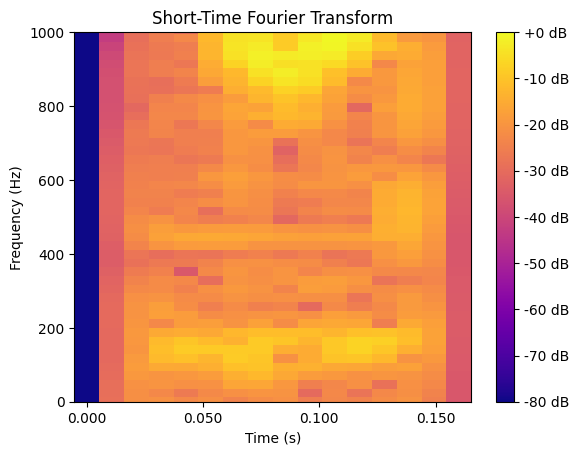 Short-Time Fourier Transform
1000
800
600
400
200
0
Frequency (Hz)
0.000
0.050
0.100
0.150
Time (s)
+0 dB
-10 dB
-20 dB
-30 dB
-40 dB
-50 dB
-60 dB
-70 dB
-80 dB